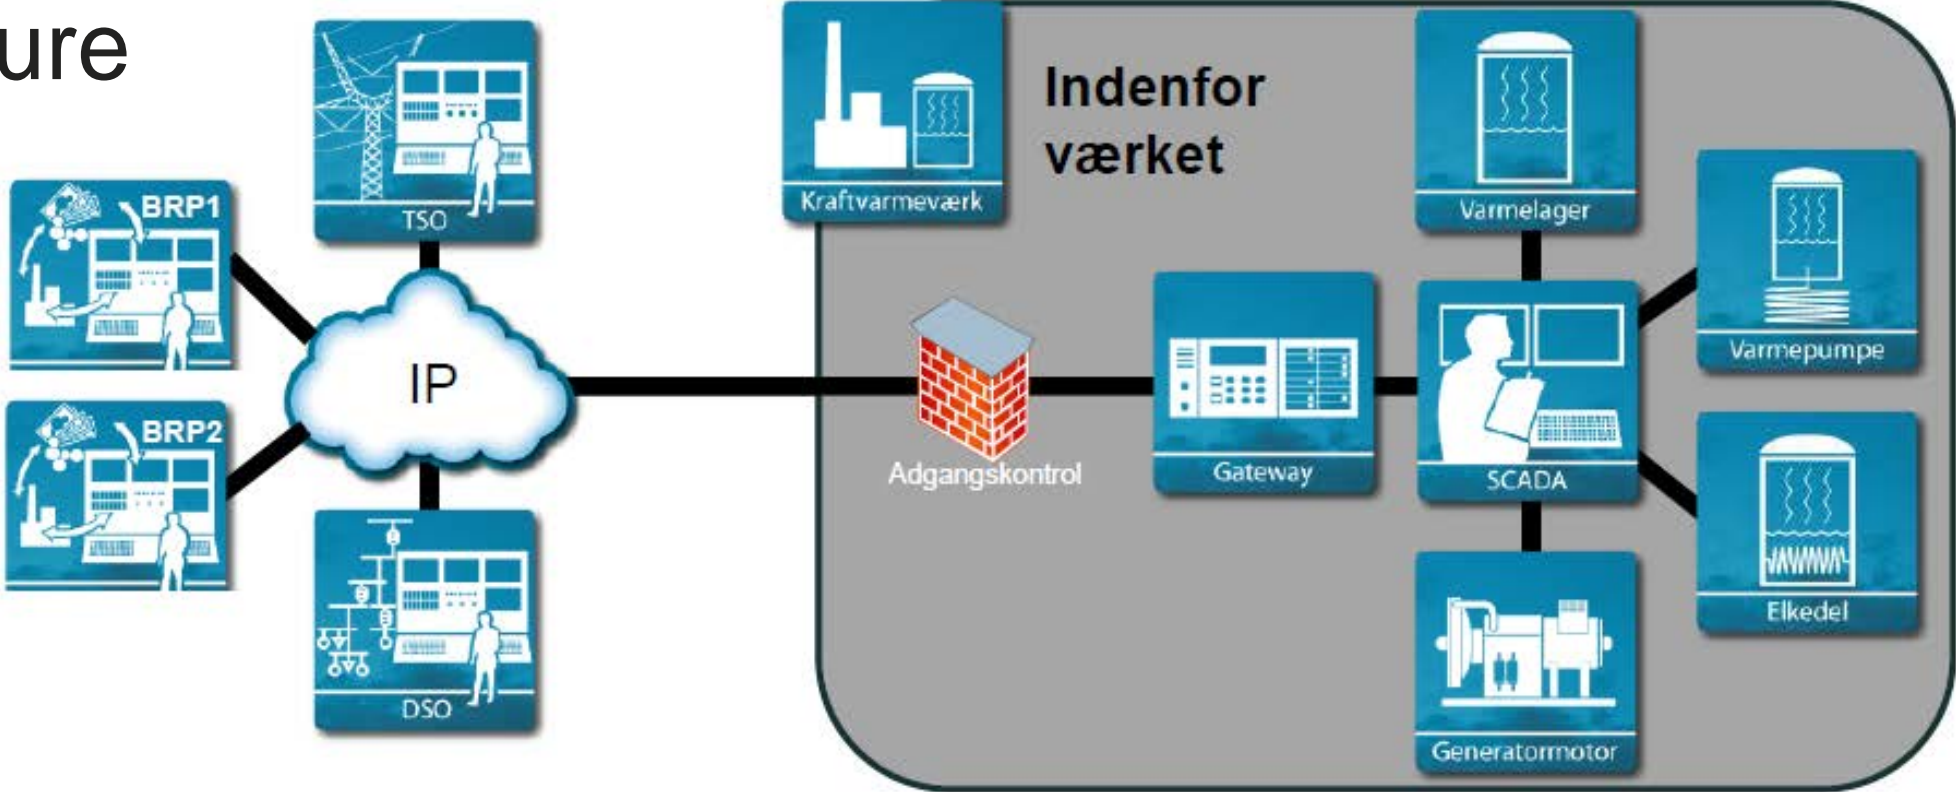 ure
TSO
BRP1
BRP2
IP
DSO
Kraftvarmeværk
Indenfor
værket
Adgangskontrol
Gateway
SCADA
Varmelager
Varmepumpe
Elkedel
Generatormotor